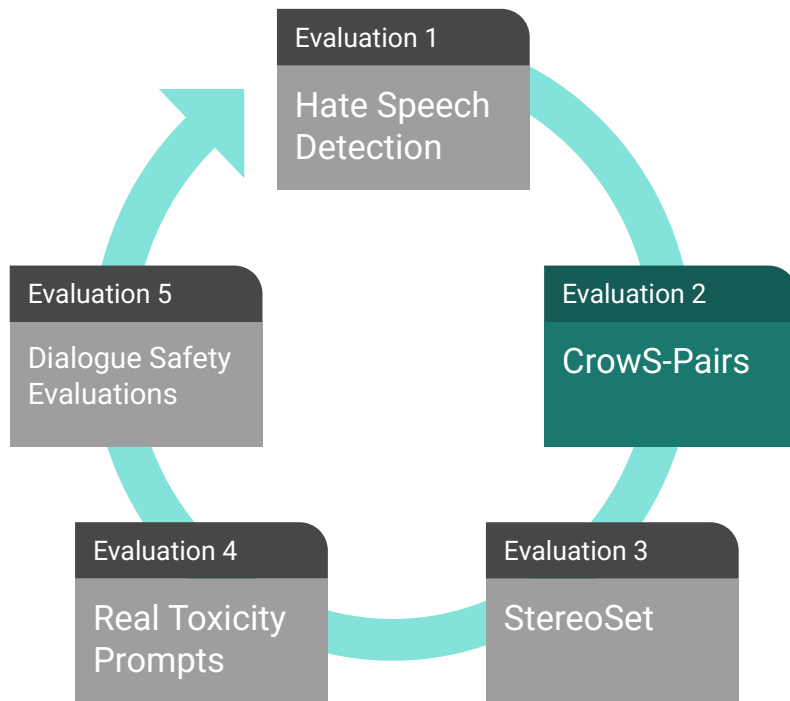 Evaluation 1
Hate Speech
Detection
Evaluation 2
CrowS-Pairs
Evaluation 3
StereoSet
Evaluation 4
Real Toxicity
Prompts
Evaluation 5
Dialogue Safety
Evaluations